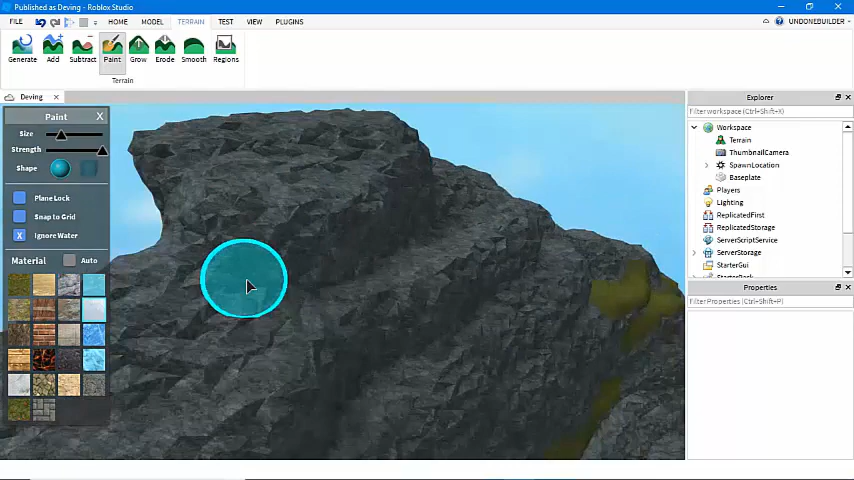 Published as Deving - Roblox Studio
FILE HOME MODEL TERRAIN TEST VIEW PLUGINS UNDONEBUILDER
Generate Add Subtract Paint Grow Erode Smooth Regions
Terrain
Deving
Paint X
Size
Strength
Shape
Plane Lock
Snap to Grid
X Ignore Water
Material Auto
Explorer
Filter workspace (Ctrl+Shift+X)
Workspace
Terrain
ThumbnailCamera
SpawnLocation
Baseplate
Players
Lighting
ReplicatedFirst
ReplicatedStorage
ServerScriptService
ServerStorage
StarterGui
Properties
Filter Properties (Ctrl+Shift+P)